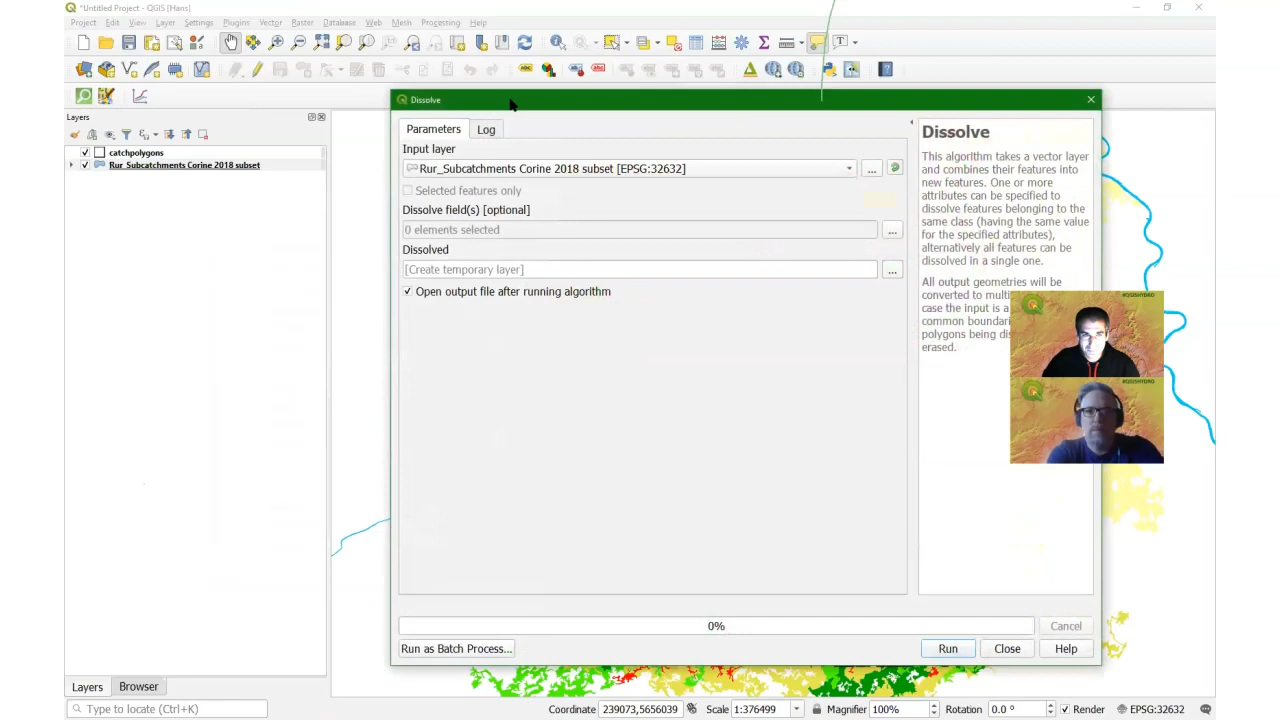 *Untitled Project - QGIS [Hans]
Project Edit View Layer Settings Plugins Vector Raster Database Web Mesh Processing Help
Layers
catchpolygons
Rur_Subcatchments Corine 2018 subset
Dissolve
Parameters
Log
Input layer
Rur_Subcatchments Corine 2018 subset [EPSG:32632]
...
Selected features only
Dissolve field(s) [optional]
0 elements selected
...
Dissolved
[Create temporary layer]
...
Open output file after running algorithm
Dissolve
This algorithm takes a vector layer
and combines their features into
new features. One or more
attributes can be specified to
dissolve features belonging to the
same class (having the same value
for the specified attributes),
alternatively all features can be
dissolved in a single one.
All output geometries will be
converted to multi
case the input is a
common boundari
polygons being dis
erased.
#QGISHYDRO
#QGISHYDRO
0%
Cancel
Run as Batch Process...
Run
Close
Help
Layers
Browser
Type to locate (Ctrl+K)
Coordinate 239073,5656039 Scale 1:376499 Magnifier 100% Rotation 0.0 ° Render EPSG:32632